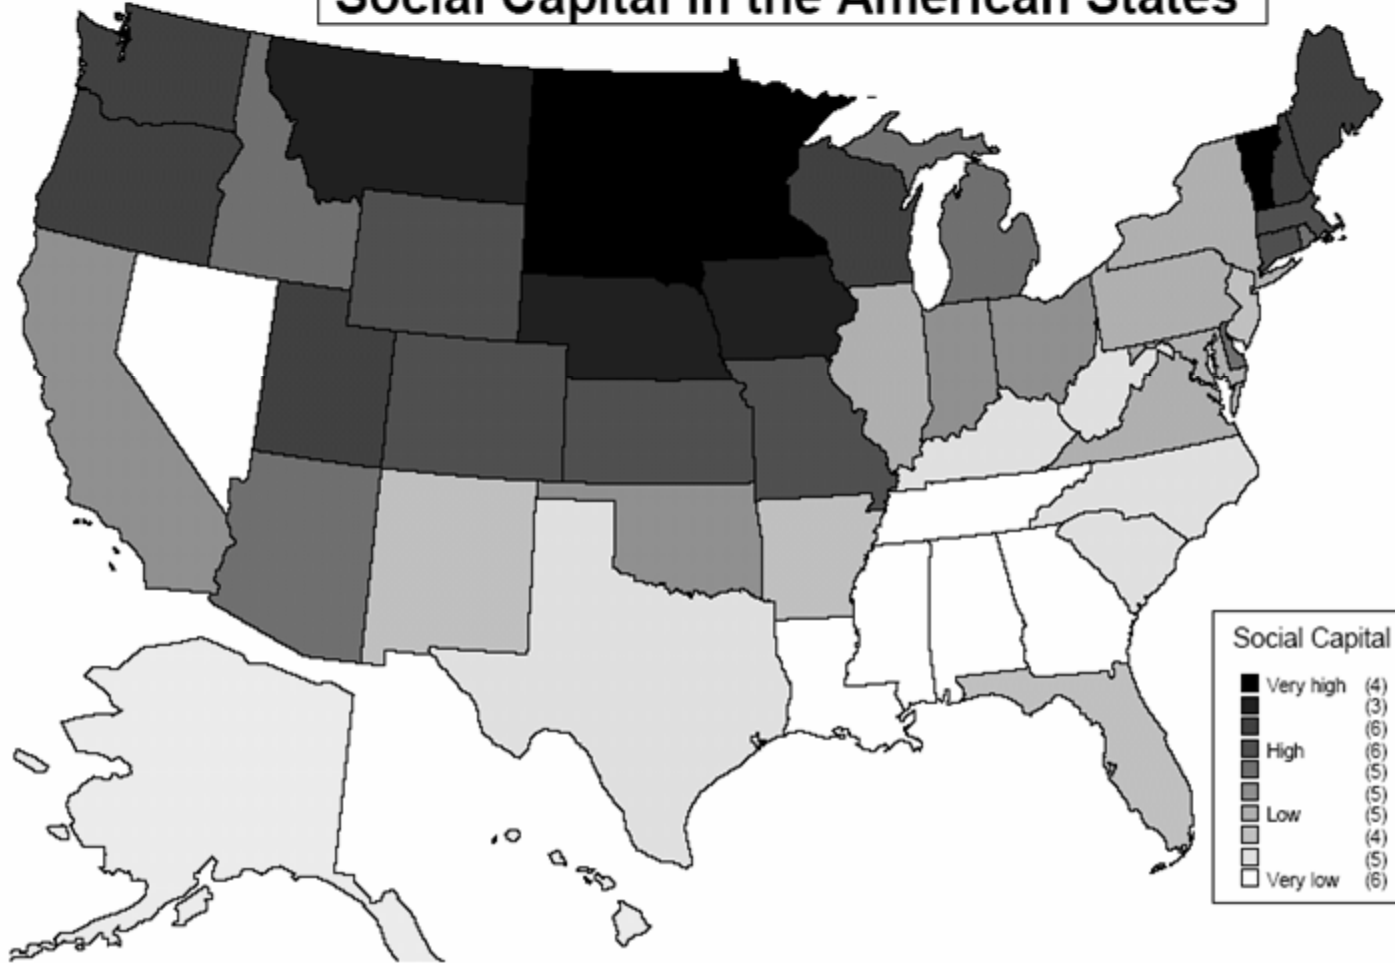 Social Capital in the American States
Social Capital
Very high (4)
(3)
(6)
High (6)
(5)
(5)
Low (5)
(4)
(5)
Very low (6)